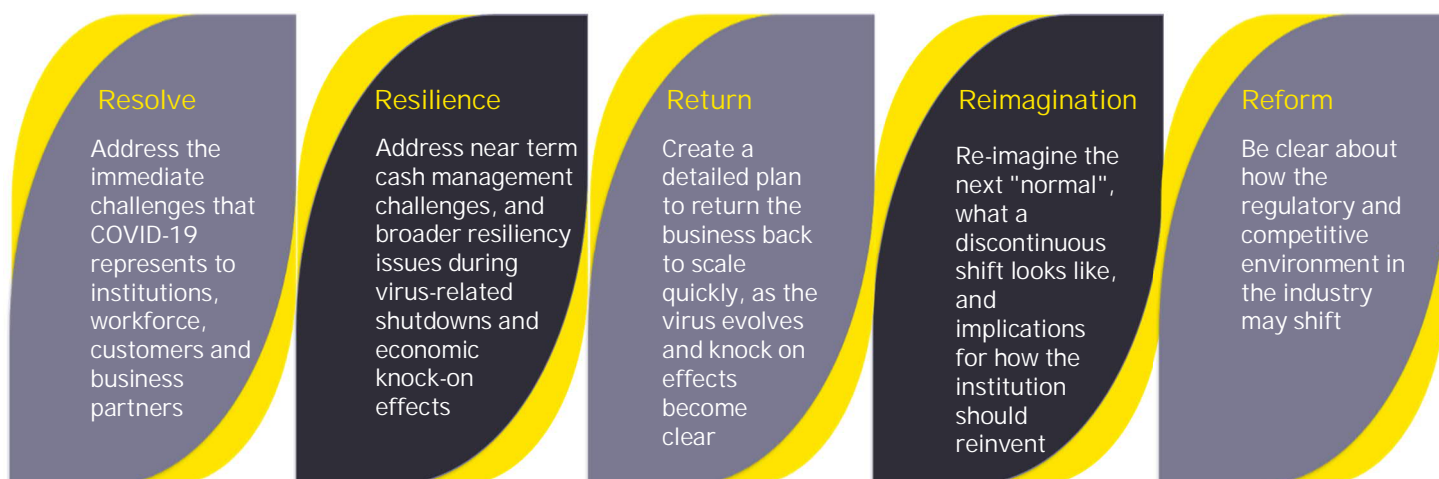 Resolve
Address the
immediate
challenges that
COVID-19
represents to
institutions,
workforce,
customers and
business
partners
Resilience
Address near term
cash management
challenges, and
broader resiliency
issues during
virus-related
shutdowns and
economic
knock-on
effects
Return
Create a
detailed plan
to return the
business back
to scale
quickly, as the
virus evolves
and knock on
effects
become
clear
Reimagination
Re-imagine the
next "normal",
what a
discontinuous
shift looks like,
and
implications
for how the
institution
should
reinvent
Reform
Be clear about
how the
regulatory and
competitive
environment in
the industry
may shift